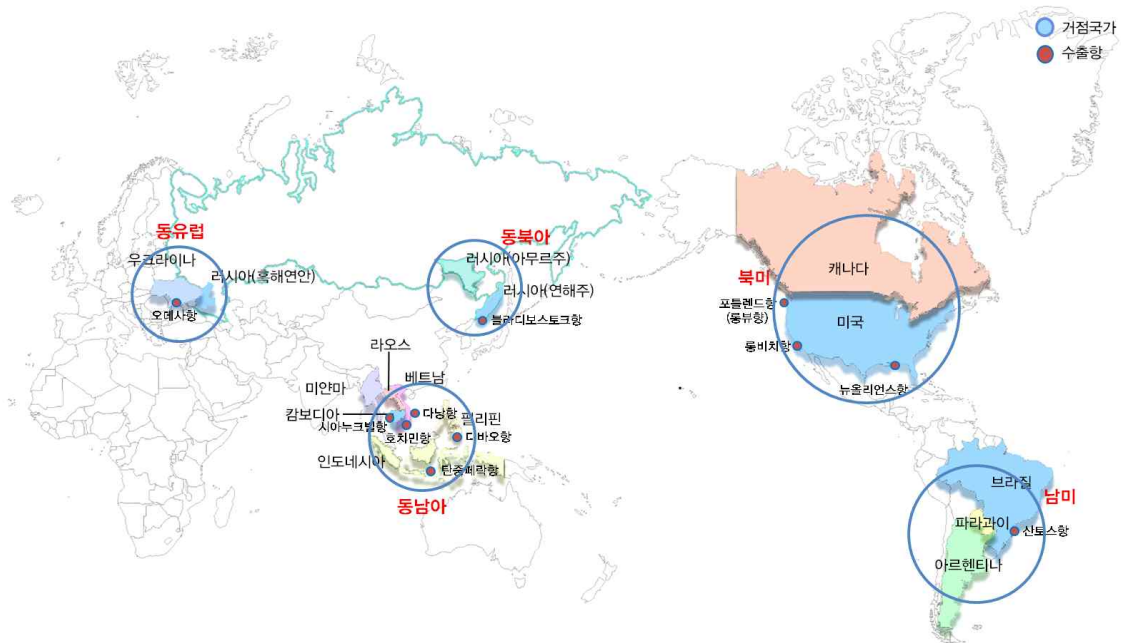 거점국가
수출항
동유럽
우크라이나
러시아(흑해연안)
오데사항
동북아
러시아(아무르주)
러시아(연해주)
블라디보스토크항
북미
캐나다
포틀랜드항
(롱뷰항)
미국
롱비치항
뉴올리언스항
라오스
베트남
미얀마
캄보디아
다낭항
필리핀
시아누크빌항
호치민항
다바오항
인도네시아
탄중페락항
동남아
브라질
남미
파라과이
산토스항
아르헨티나